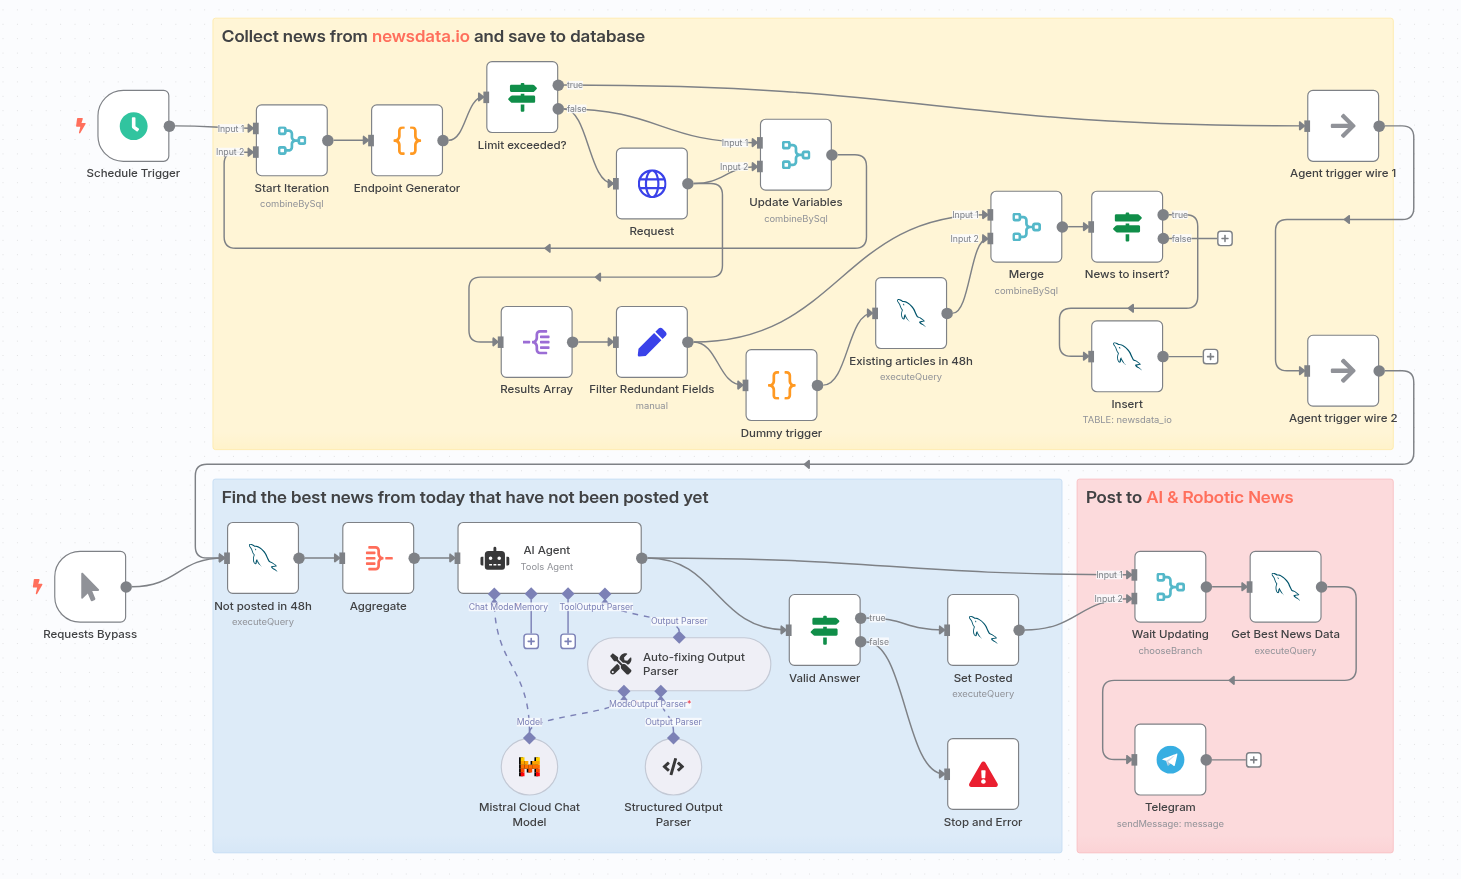 Collect news from newsdata.io and save to database
Schedule Trigger
Input 1
Input 2
Start Iteration
combineBySql
Endpoint Generator
Limit exceeded?
true
false
Request
Input 1
Input 2
Update Variables
combineBySql
Agent trigger wire 1
Results Array
Filter Redundant Fields
manual
Dummy trigger
Existing articles in 48h
executeQuery
Input 1
Input 2
Merge
combineBySql
News to insert?
true
false
Insert
TABLE: newsdata_io
Agent trigger wire 2
Find the best news from today that have not been posted yet
Requests Bypass
Not posted in 48h
executeQuery
Aggregate
AI Agent
Tools Agent
Chat Model
Memory
Tool
Output Parser
Output Parser
Auto-fixing Output
Parser
Model
Output Parser*
Model
Output Parser
Mistral Cloud Chat
Model
Structured Output
Parser
Valid Answer
true
false
Set Posted
executeQuery
Stop and Error
Post to AI & Robotic News
Input 1
Input 2
Wait Updating
chooseBranch
Get Best News Data
executeQuery
Telegram
sendMessage: message